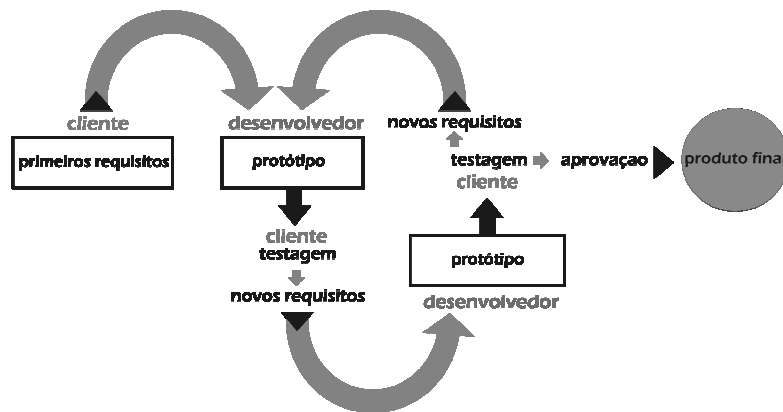 cliente
primeiros requisitos
desenvolvedor
protótipo
cliente
testagem
novos requisitos
desenvolvedor
protótipo
cliente
testagem
novos requisitos
aprovaçao
produto fina